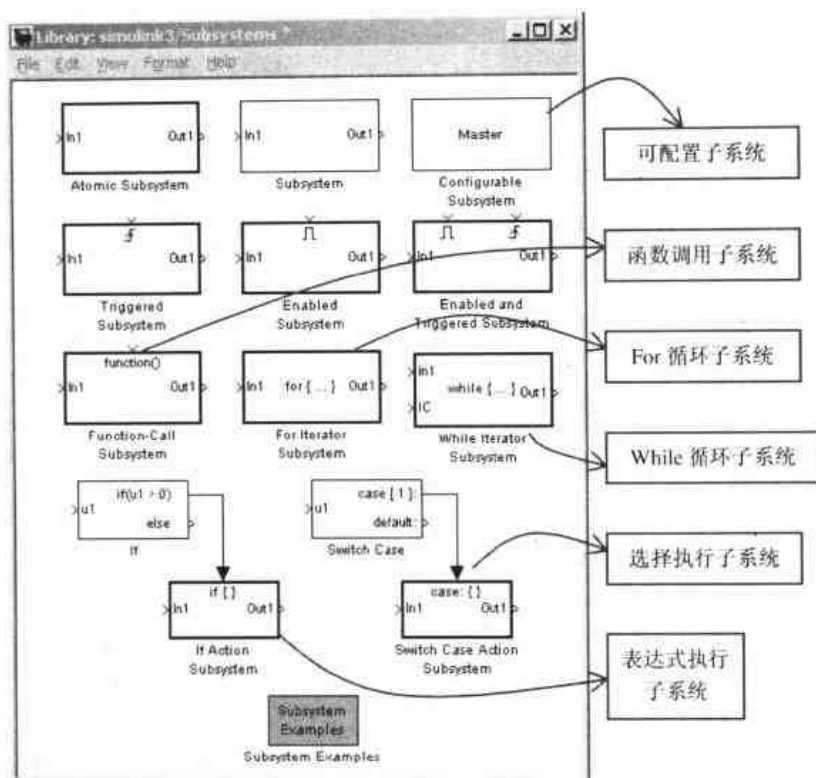 Library: simulink3/Subsystems *
File Edit View Format Help
In1 Out1
Atomic Subsystem
In1 Out1
Subsystem
Master
Configurable
Subsystem
可配置子系统
In1 Out1
Triggered
Subsystem
In1 Out1
Enabled
Subsystem
In1 Out1
Enabled and
Triggered Subsystem
函数调用子系统
function()
In1 Out1
Function-Call
Subsystem
In1 for { ... } Out1
For Iterator
Subsystem
In1
IC
while { ... } Out1
While Iterator
Subsystem
For 循环子系统
While 循环子系统
u1
if(u1 > 0)
else
If
u1
case [ 1 ]:
default:
Switch Case
选择执行子系统
if { }
In1 Out1
If Action
Subsystem
case: { }
In1 Out1
Switch Case Action
Subsystem
表达式执行
子系统
Subsystem
Examples
Subsystem Examples